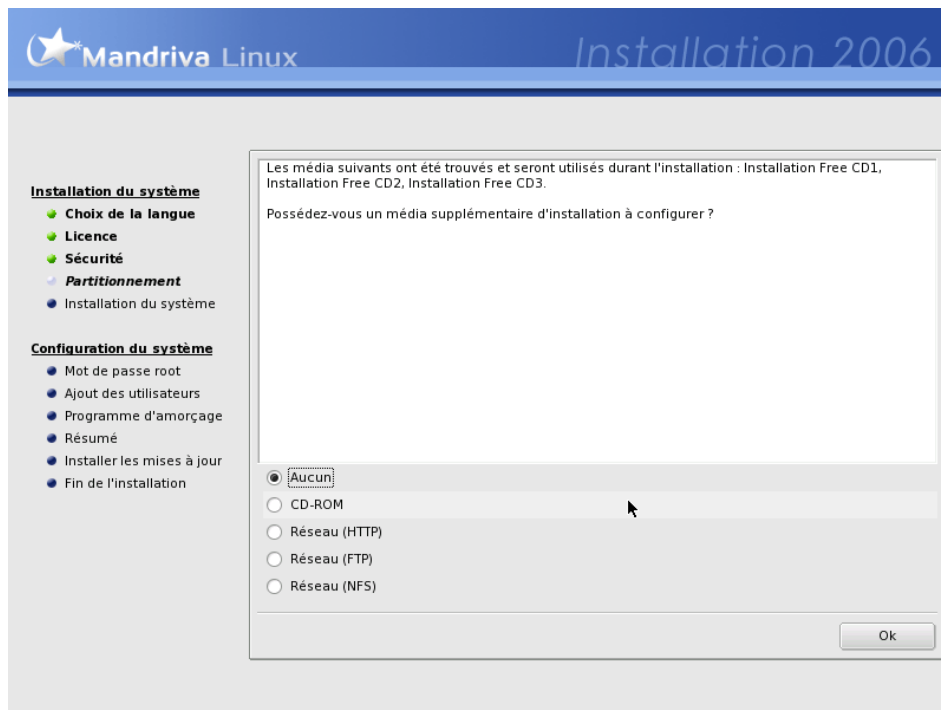 Mandriva Linux
Installation 2006
Installation du système
Choix de la langue
Licence
Sécurité
Partitionnement
Installation du système
Configuration du système
Mot de passe root
Ajout des utilisateurs
Programme d'amorçage
Résumé
Installer les mises à jour
Fin de l'installation
Les média suivants ont été trouvés et seront utilisés durant l'installation : Installation Free CD1,
Installation Free CD2, Installation Free CD3.
Possédez-vous un média supplémentaire d'installation à configurer ?
Aucun
CD-ROM
Réseau (HTTP)
Réseau (FTP)
Réseau (NFS)
Ok